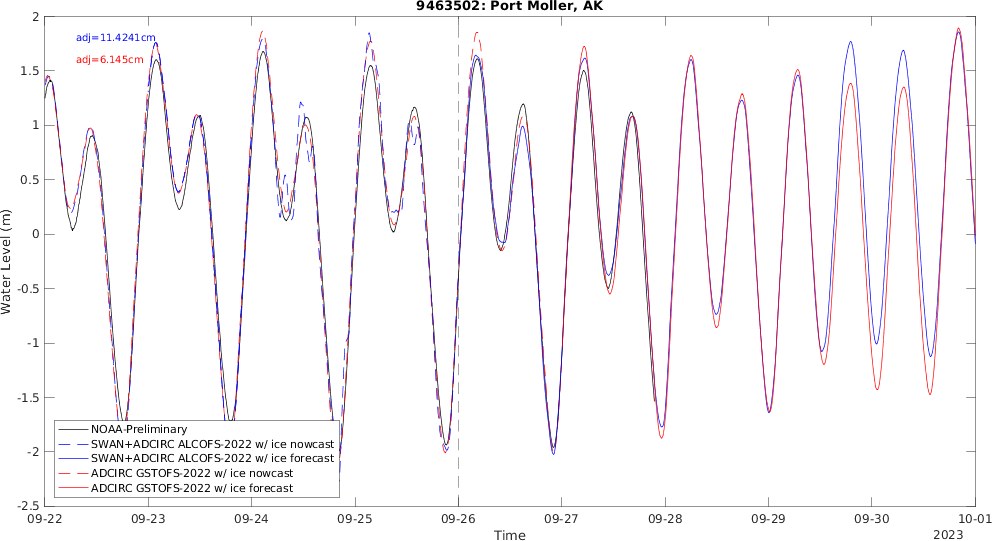 9463502: Port Moller, AK
adj=11.4241cm
adj=6.145cm
Water Level (m)
2
1.5
1
0.5
0
-0.5
-1
-1.5
-2
-2.5
NOAA-Preliminary
SWAN+ADCIRC ALCOFS-2022 w/ ice nowcast
SWAN+ADCIRC ALCOFS-2022 w/ ice forecast
ADCIRC GSTOFS-2022 w/ ice nowcast
ADCIRC GSTOFS-2022 w/ ice forecast
09-22 09-23 09-24 09-25 09-26 09-27 09-28 09-29 09-30 10-01
Time
2023